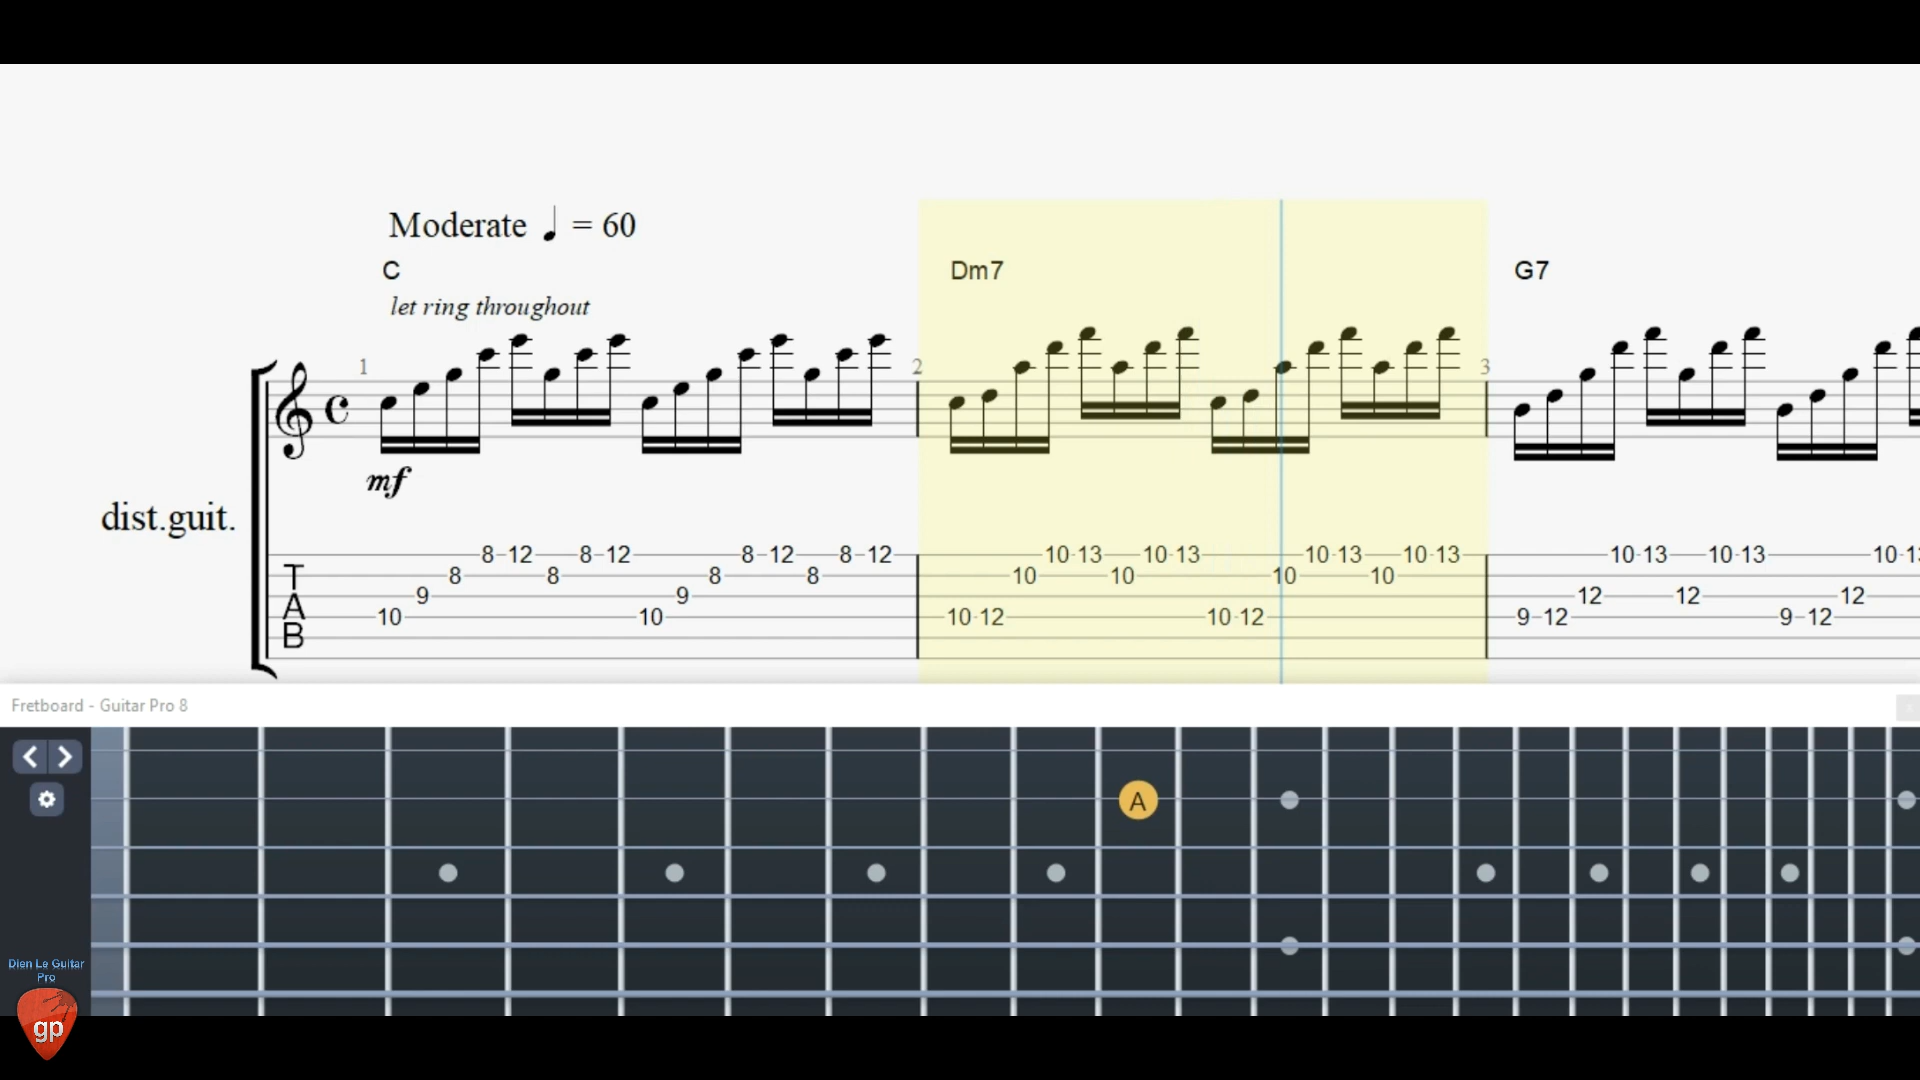 Moderate ♩ = 60
C Dm7 G7
let ring throughout
1 2 3
mf
dist.guit.
8 12 8 12 8 12 8 12 10 13 10 13 10 13 10 13 10 13 10 13 10
T 8 8 8 8 10 10 10 10
A 9 9 12 12 12
10 10 10 12 10 12 9 12 9 12
B
Fretboard - Guitar Pro 8
A
Dien Le Guitar
Pro
gp